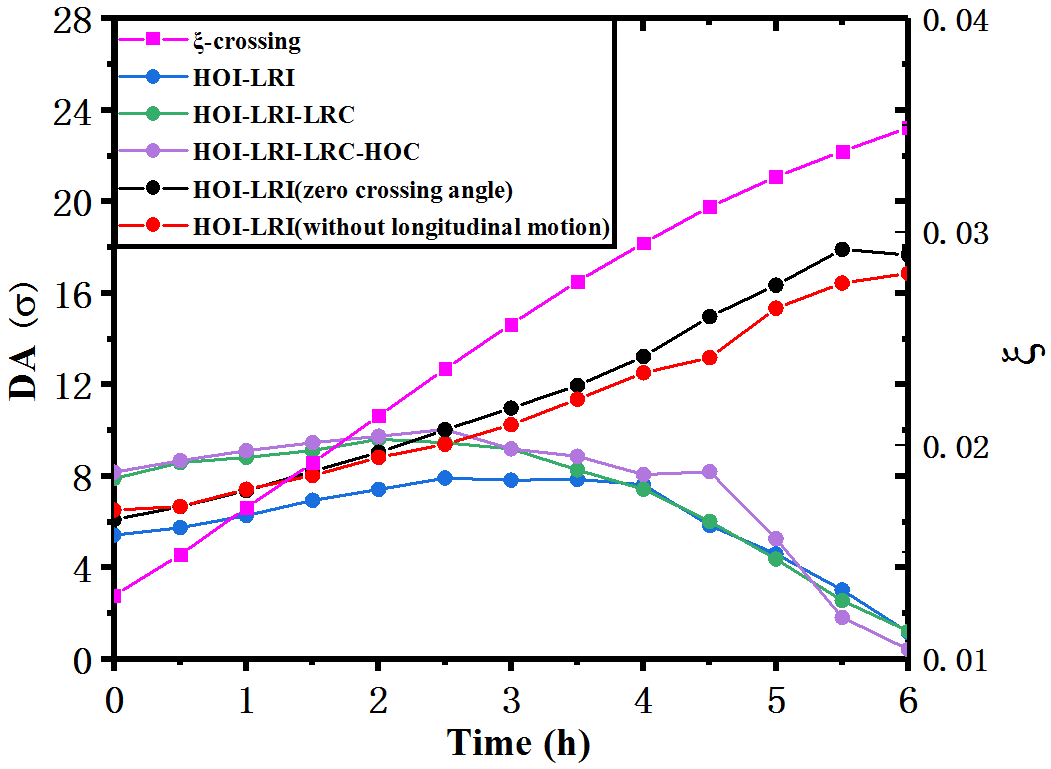 28
24
20
16
12
8
4
0
DA (σ)
ξ-crossing
HOI-LRI
HOI-LRI-LRC
HOI-LRI-LRC-HOC
HOI-LRI(zero crossing angle)
HOI-LRI(without longitudinal motion)
0.04
0.03
0.02
0.01
ξ
0 1 2 3 4 5 6
Time (h)